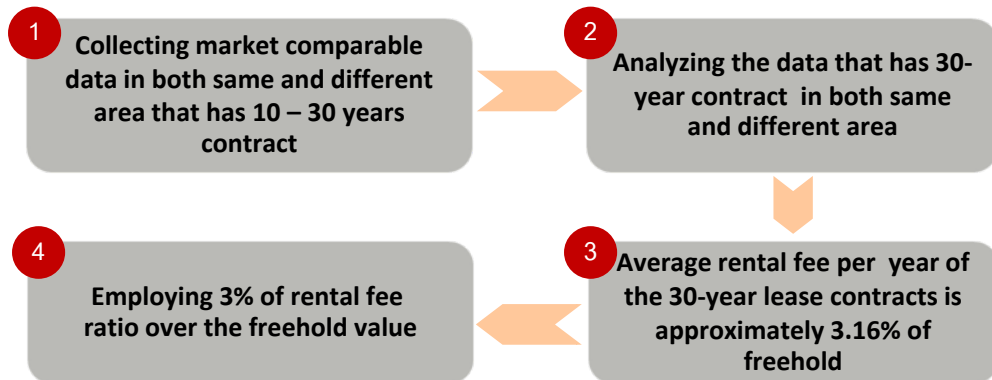 1
Collecting market comparable
data in both same and different
area that has 10 – 30 years
contract
2
Analyzing the data that has 30-
year contract in both same
and different area
3
Average rental fee per year of
the 30-year lease contracts is
approximately 3.16% of
freehold
4
Employing 3% of rental fee
ratio over the freehold value